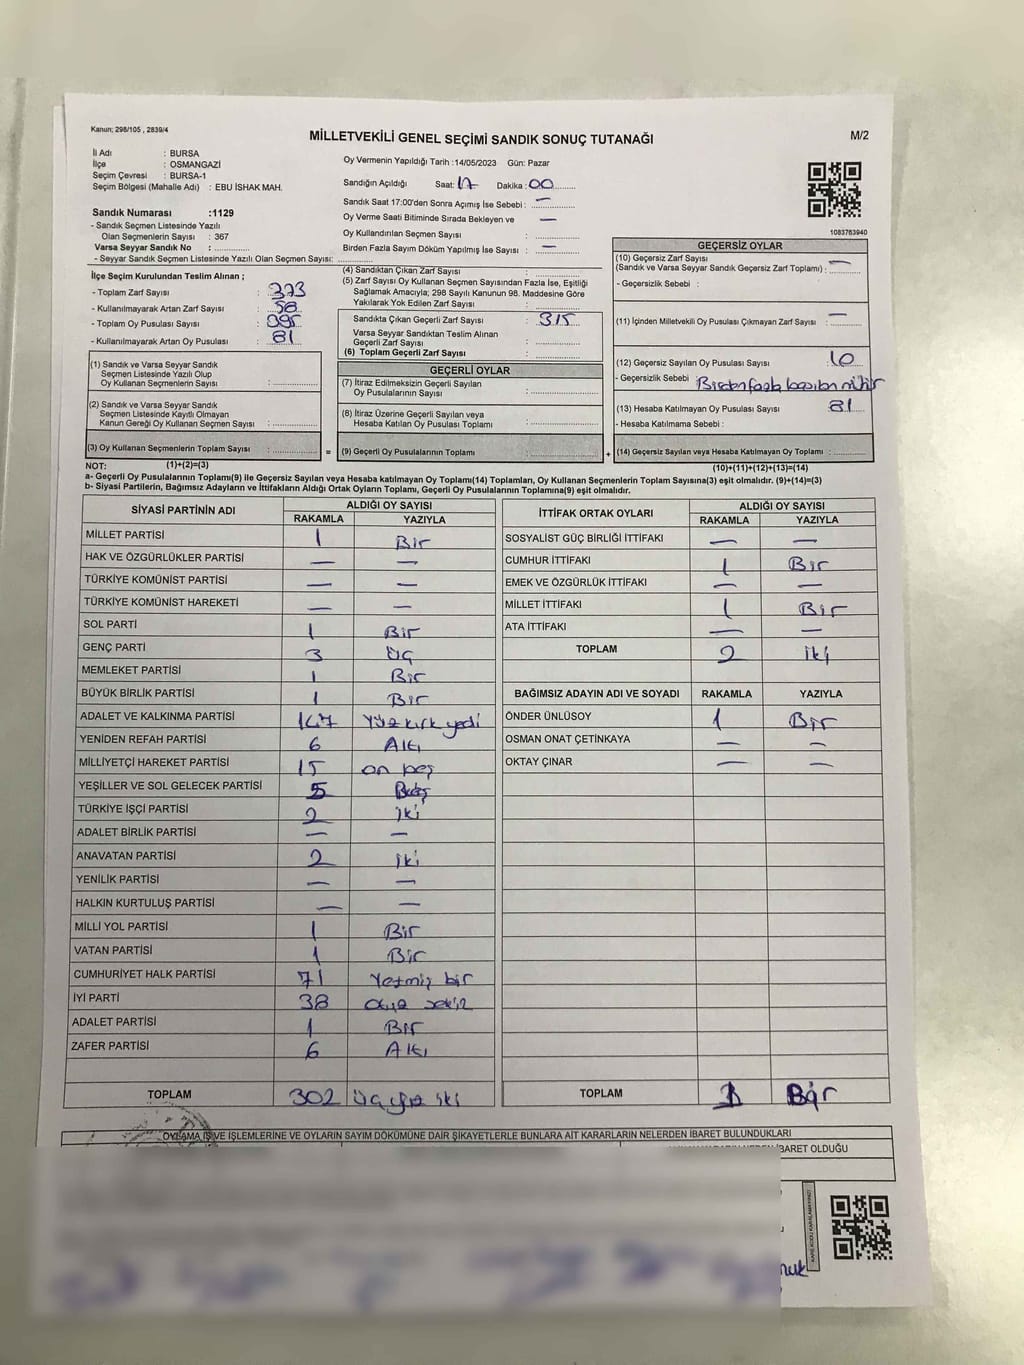 Kanun; 298/105 , 2839/4
MİLLETVEKİLİ GENEL SEÇİMİ SANDIK SONUÇ TUTANAĞI
M/2
İl Adı : BURSA
İlçe : OSMANGAZİ
Seçim Çevresi : BURSA-1
Seçim Bölgesi (Mahalle Adı) : EBU İSHAK MAH.
Sandık Numarası :1129
- Sandık Seçmen Listesinde Yazılı
Olan Seçmenlerin Sayısı : 367
Varsa Seyyar Sandık No :
- Seyyar Sandık Seçmen Listesinde Yazılı Olan Seçmen Sayısı:
Oy Vermenin Yapıldığı Tarih :14/05/2023 Gün: Pazar
Sandığın Açıldığı Saat: 17 Dakika : 00
Sandık Saat 17:00'den Sonra Açımış İse Sebebi : —
Oy Verme Saati Bitiminde Sırada Bekleyen ve —
Oy Kullandırılan Seçmen Sayısı :
Birden Fazla Sayım Döküm Yapılmış İse Sayısı : —
1083763940
İlçe Seçim Kurulundan Teslim Alınan ;
- Toplam Zarf Sayısı : 373
- Kullanılmayarak Artan Zarf Sayısı : 58
- Toplam Oy Pusulası Sayısı : 395
- Kullanılmayarak Artan Oy Pusulası : 81
(1) Sandık ve Varsa Seyyar Sandık
Seçmen Listesinde Yazılı Olup
Oy Kullanan Seçmenlerin Sayısı :
(2) Sandık ve Varsa Seyyar Sandık
Seçmen Listesinde Kayıtlı Olmayan
Kanun Gereği Oy Kullanan Seçmen Sayısı :
(3) Oy Kullanan Seçmenlerin Toplam Sayısı :
(4) Sandıktan Çıkan Zarf Sayısı :
(5) Zarf Sayısı Oy Kullanan Seçmen Sayısından Fazla İse, Eşitliği
Sağlamak Amacıyla; 298 Sayılı Kanunun 98. Maddesine Göre
Yakılarak Yok Edilen Zarf Sayısı :
Sandıkta Çıkan Geçerli Zarf Sayısı : 315
Varsa Seyyar Sandıktan Teslim Alınan
Geçerli Zarf Sayısı :
(6) Toplam Geçerli Zarf Sayısı :
GEÇERLİ OYLAR
(7) İtiraz Edilmeksizin Geçerli Sayılan
Oy Pusulalarının Sayısı :
(8) İtiraz Üzerine Geçerli Sayılan veya
Hesaba Katılan Oy Pusulası Toplamı :
= (9) Geçerli Oy Pusulalarının Toplamı :
GEÇERSİZ OYLAR
(10) Geçersiz Zarf Sayısı —
(Sandık ve Varsa Seyyar Sandık Geçersiz Zarf Toplamı) :
- Geçersizlik Sebebi :
(11) İçinden Milletvekili Oy Pusulası Çıkmayan Zarf Sayısı : —
(12) Geçersiz Sayılan Oy Pusulası Sayısı : 10
- Geçersizlik Sebebi : Birden fazla basılan mühür
(13) Hesaba Katılmayan Oy Pusulası Sayısı : 81
- Hesaba Katılmama Sebebi :
+ (14) Geçersiz Sayılan veya Hesaba Katılmayan Oy Toplamı :
NOT: (1)+(2)=(3) (10)+(11)+(12)+(13)=(14)
a- Geçerli Oy Pusulalarının Toplamı(9) ile Geçersiz Sayılan veya Hesaba katılmayan Oy Toplamı(14) Toplamları, Oy Kullanan Seçmenlerin Toplam Sayısına(3) eşit olmalıdır. (9)+(14)=(3)
b- Siyasi Partilerin, Bağımsız Adayların ve İttifakların Aldığı Ortak Oyların Toplamı, Geçerli Oy Pusulalarının Toplamına(9) eşit olmalıdır.
SİYASİ PARTİNİN ADI ALDIĞI OY SAYISI
RAKAMLA YAZIYLA
MİLLET PARTİSİ 1 Bir
HAK VE ÖZGÜRLÜKLER PARTİSİ — —
TÜRKİYE KOMÜNİST PARTİSİ — —
TÜRKİYE KOMÜNİST HAREKETİ — —
SOL PARTİ 1 Bir
GENÇ PARTİ 3 Üç
MEMLEKET PARTİSİ 1 Bir
BÜYÜK BİRLİK PARTİSİ 1 Bir
ADALET VE KALKINMA PARTİSİ 147 Yüz kırk yedi
YENİDEN REFAH PARTİSİ 6 Altı
MİLLİYETÇİ HAREKET PARTİSİ 15 on beş
YEŞİLLER VE SOL GELECEK PARTİSİ 5 Beş
TÜRKİYE İŞÇİ PARTİSİ 2 iki
ADALET BİRLİK PARTİSİ — —
ANAVATAN PARTİSİ 2 iki
YENİLİK PARTİSİ — —
HALKIN KURTULUŞ PARTİSİ — —
MİLLİ YOL PARTİSİ 1 Bir
VATAN PARTİSİ 1 Bir
CUMHURİYET HALK PARTİSİ 71 Yetmiş bir
İYİ PARTİ 38 otuz sekiz
ADALET PARTİSİ 1 Bir
ZAFER PARTİSİ 6 Altı
TOPLAM 302 üç yüz iki
İTTİFAK ORTAK OYLARI ALDIĞI OY SAYISI
RAKAMLA YAZIYLA
SOSYALİST GÜÇ BİRLİĞİ İTTİFAKI — —
CUMHUR İTTİFAKI 1 Bir
EMEK VE ÖZGÜRLÜK İTTİFAKI — —
MİLLET İTTİFAKI 1 Bir
ATA İTTİFAKI — —
TOPLAM 2 iki
BAĞIMSIZ ADAYIN ADI VE SOYADI RAKAMLA YAZIYLA
ÖNDER ÜNLÜSOY 1 Bir
OSMAN ONAT ÇETİNKAYA — —
OKTAY ÇINAR — —
TOPLAM 1 Bir
OYLAMA İŞ VE İŞLEMLERİNE VE OYLARIN SAYIM DÖKÜMÜNE DAİR ŞİKAYETLERLE BUNLARA AİT KARARLARIN NELERDEN İBARET BULUNDUKLARI
İBARET OLDUĞU